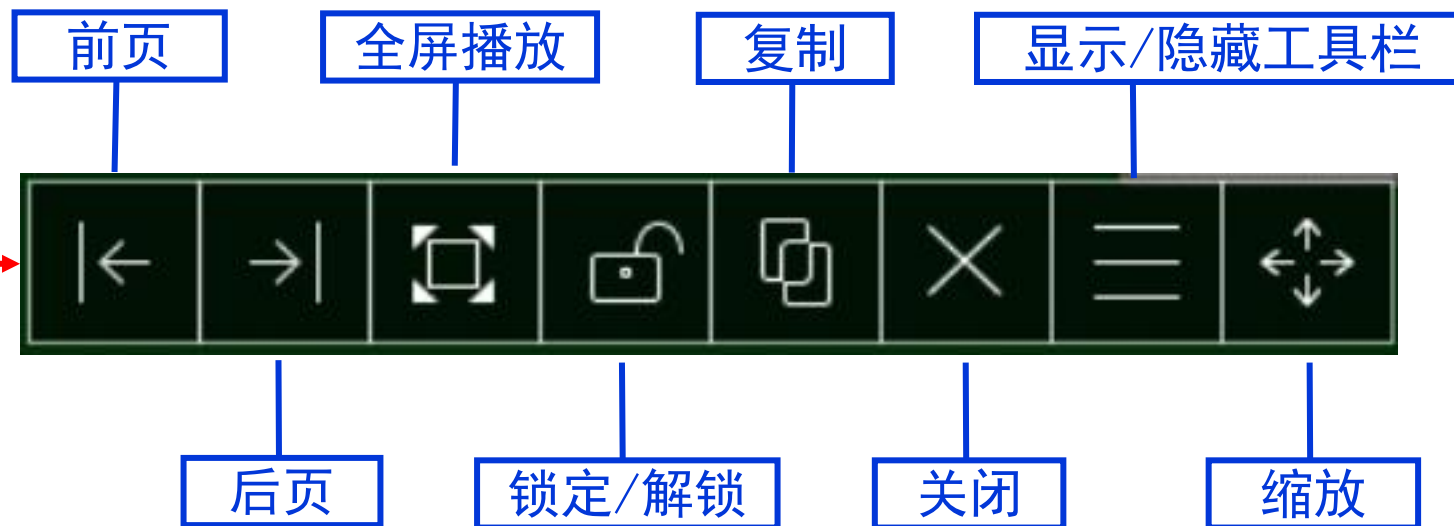 前页
全屏播放
复制
显示/隐藏工具栏
后页
锁定/解锁
关闭
缩放